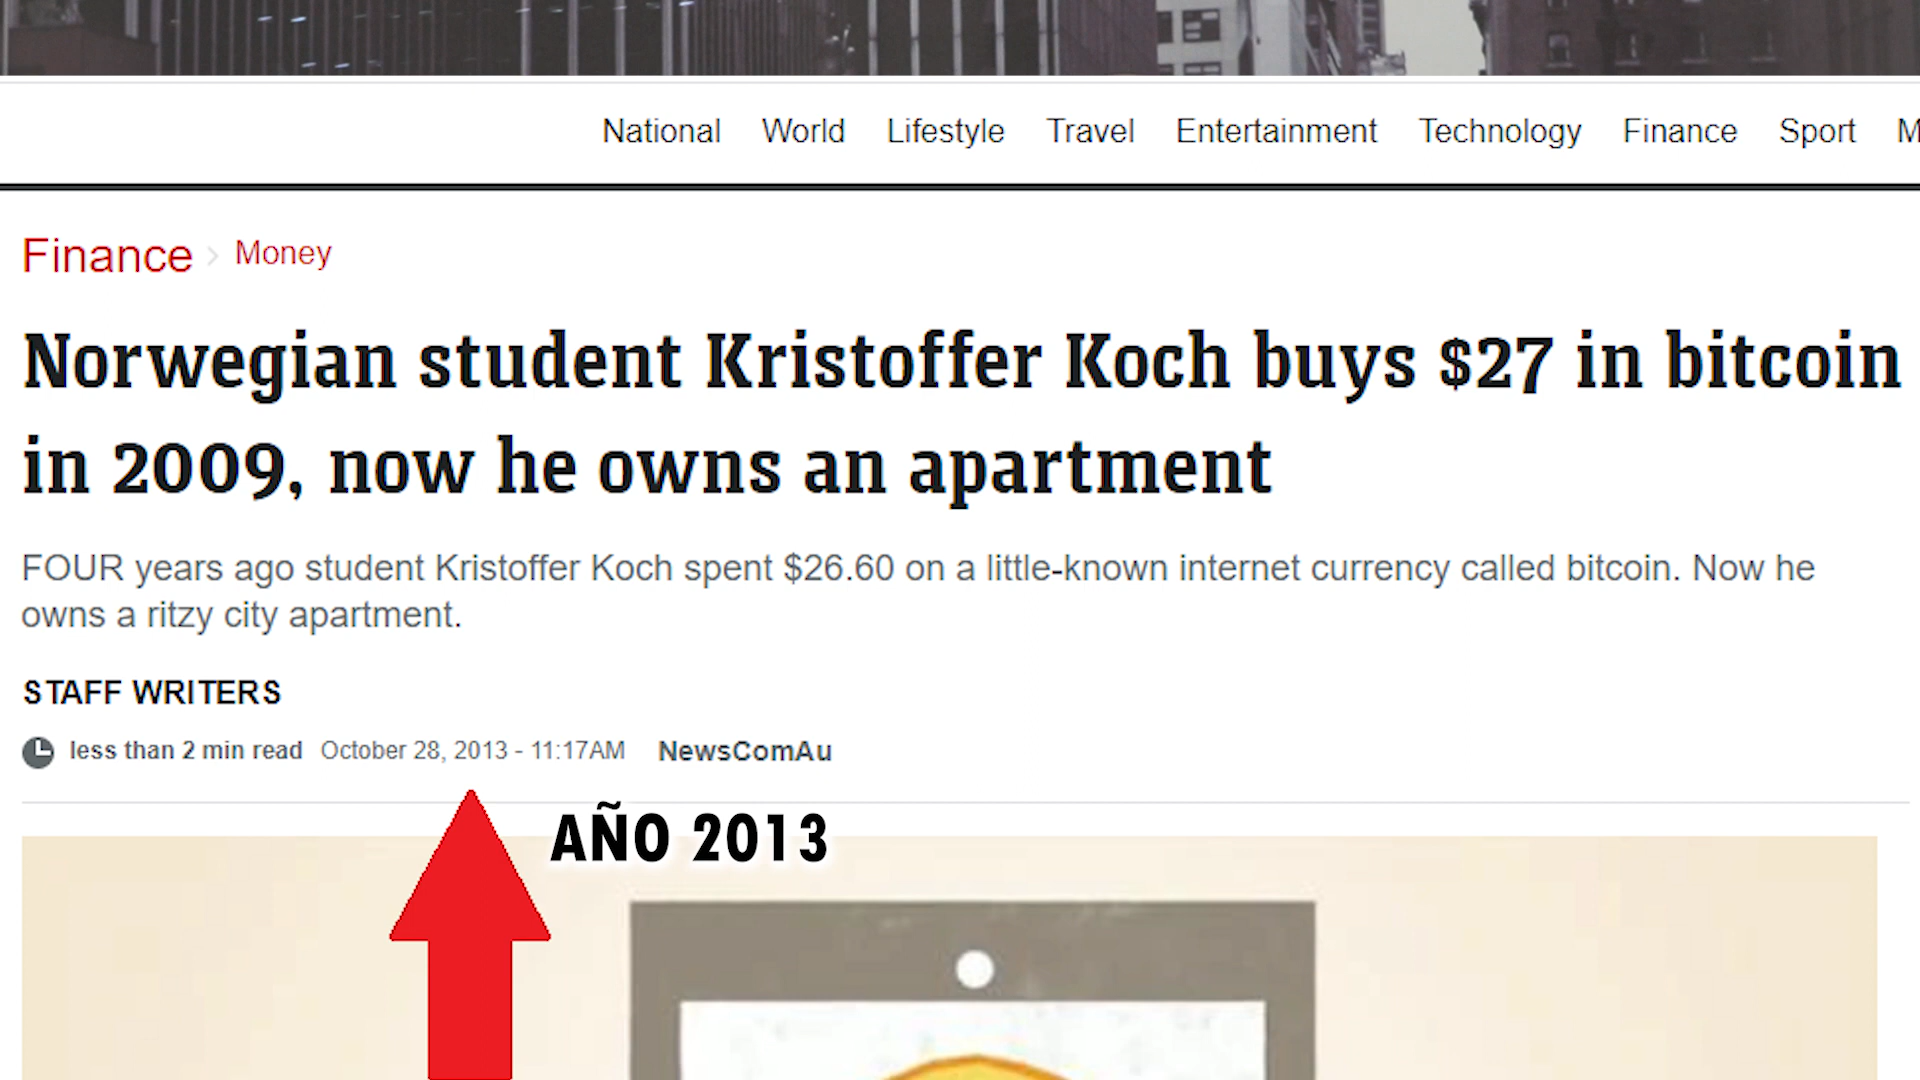 National World Lifestyle Travel Entertainment Technology Finance Sport M
Finance > Money
Norwegian student Kristoffer Koch buys $27 in bitcoin
in 2009, now he owns an apartment
FOUR years ago student Kristoffer Koch spent $26.60 on a little-known internet currency called bitcoin. Now he
owns a ritzy city apartment.
STAFF WRITERS
less than 2 min read October 28, 2013 - 11:17AM NewsComAu
AÑO 2013